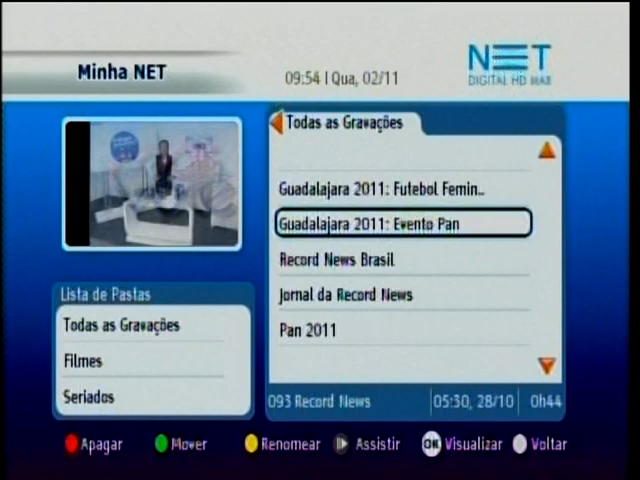 Minha NET
09:54 | Qua, 02/11
NET
DIGITAL HD MAX
Todas as Gravações
Guadalajara 2011: Futebol Femin..
Guadalajara 2011: Evento Pan
Record News Brasil
Jornal da Record News
Pan 2011
Lista de Pastas
Todas as Gravações
Filmes
Seriados
093 Record News
05:30, 28/10
0h44
Apagar
Mover
Renomear
Assistir
OK Visualizar
Voltar